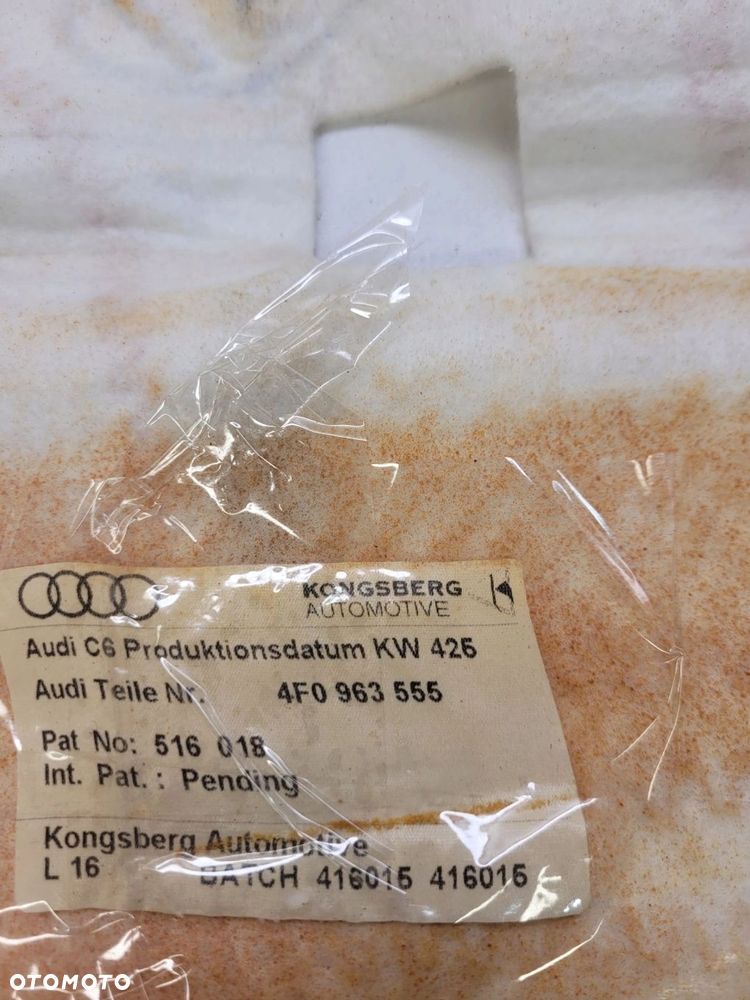 KONGSBERG
AUTOMOTIVE
Audi C6 Produktionsdatum KW 425
Audi Teile Nr. 4F0 963 555
Pat No: 516 018
Int. Pat.: Pending
Kongsberg Automotive
L 16 BATCH 416015 416015
OTOMOTO